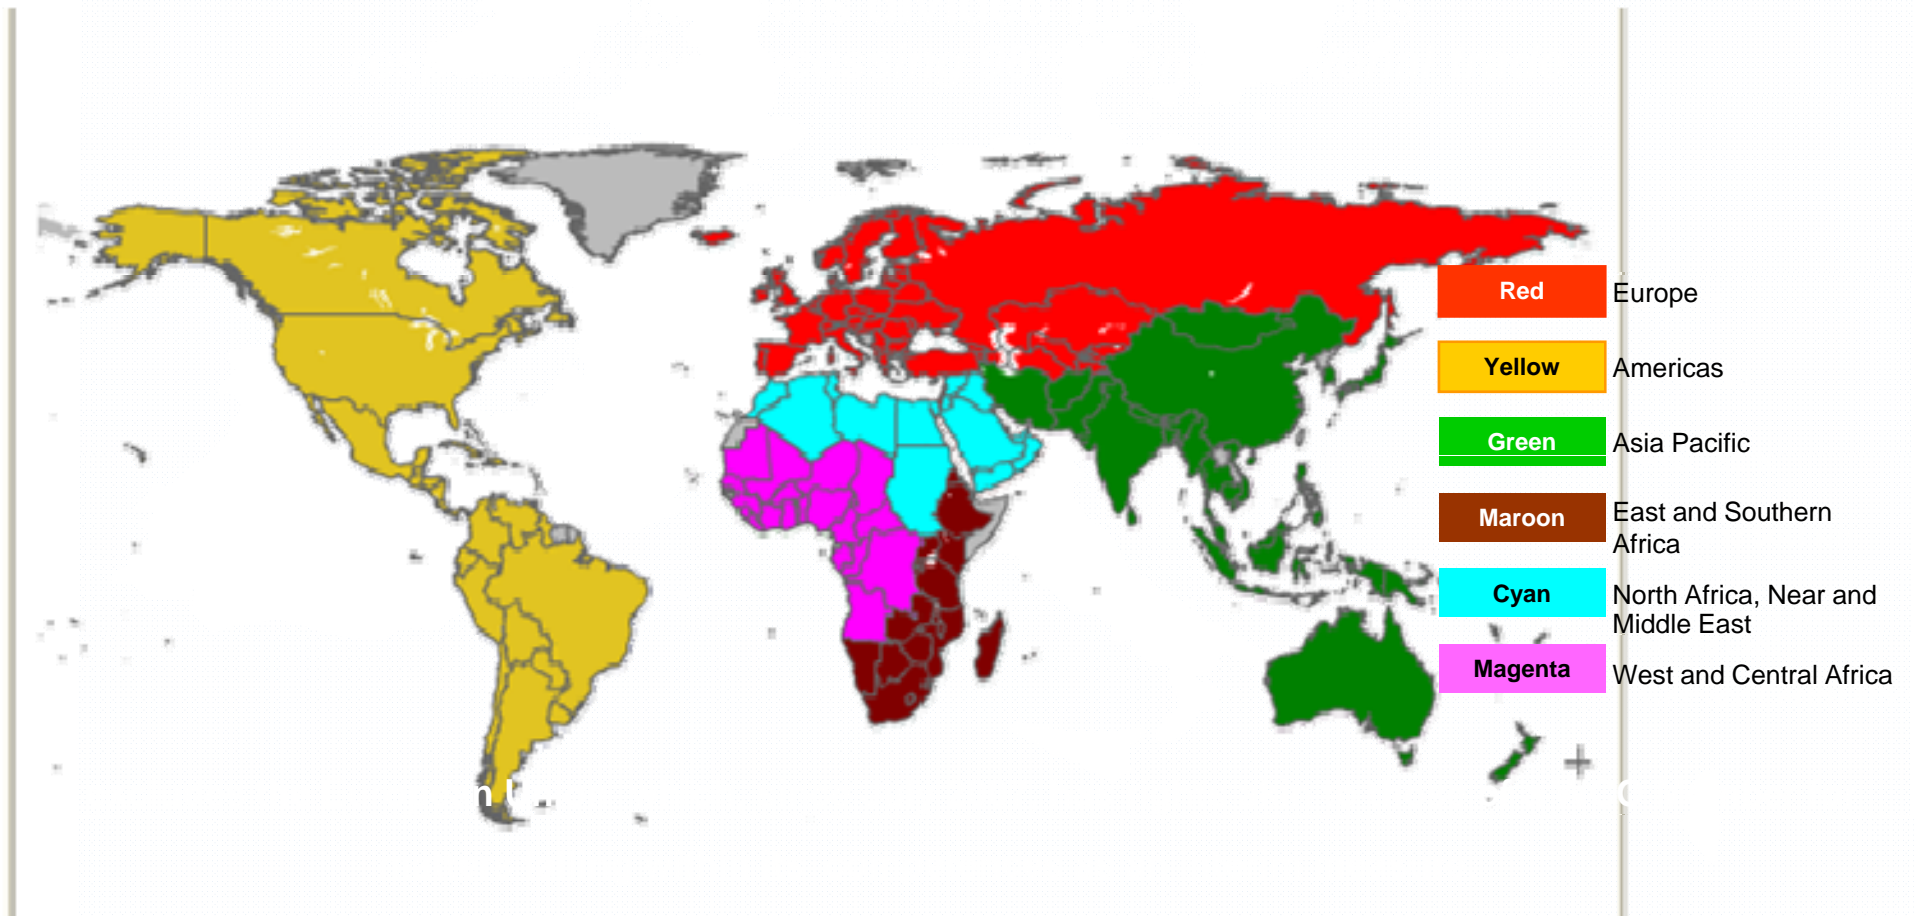 Red
Europe
Yellow
Americas
Green
Asia Pacific
Maroon
East and Southern
Africa
Cyan
North Africa, Near and
Middle East
Magenta
West and Central Africa